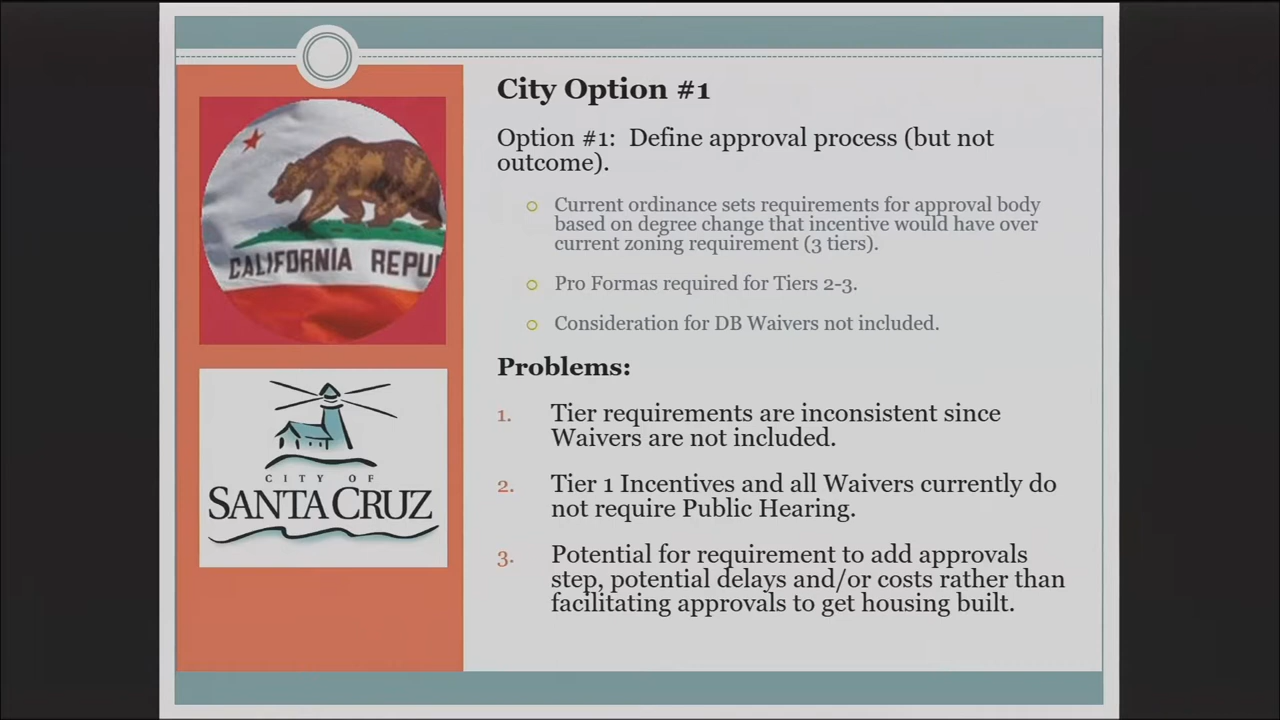 City Option #1
Option #1: Define approval process (but not
outcome).
Current ordinance sets requirements for approval body
based on degree change that incentive would have over
current zoning requirement (3 tiers).
Pro Formas required for Tiers 2-3.
Consideration for DB Waivers not included.
Problems:
1. Tier requirements are inconsistent since
Waivers are not included.
2. Tier 1 Incentives and all Waivers currently do
not require Public Hearing.
3. Potential for requirement to add approvals
step, potential delays and/or costs rather than
facilitating approvals to get housing built.
CALIFORNIA REPU
CITY OF
SANTA CRUZ